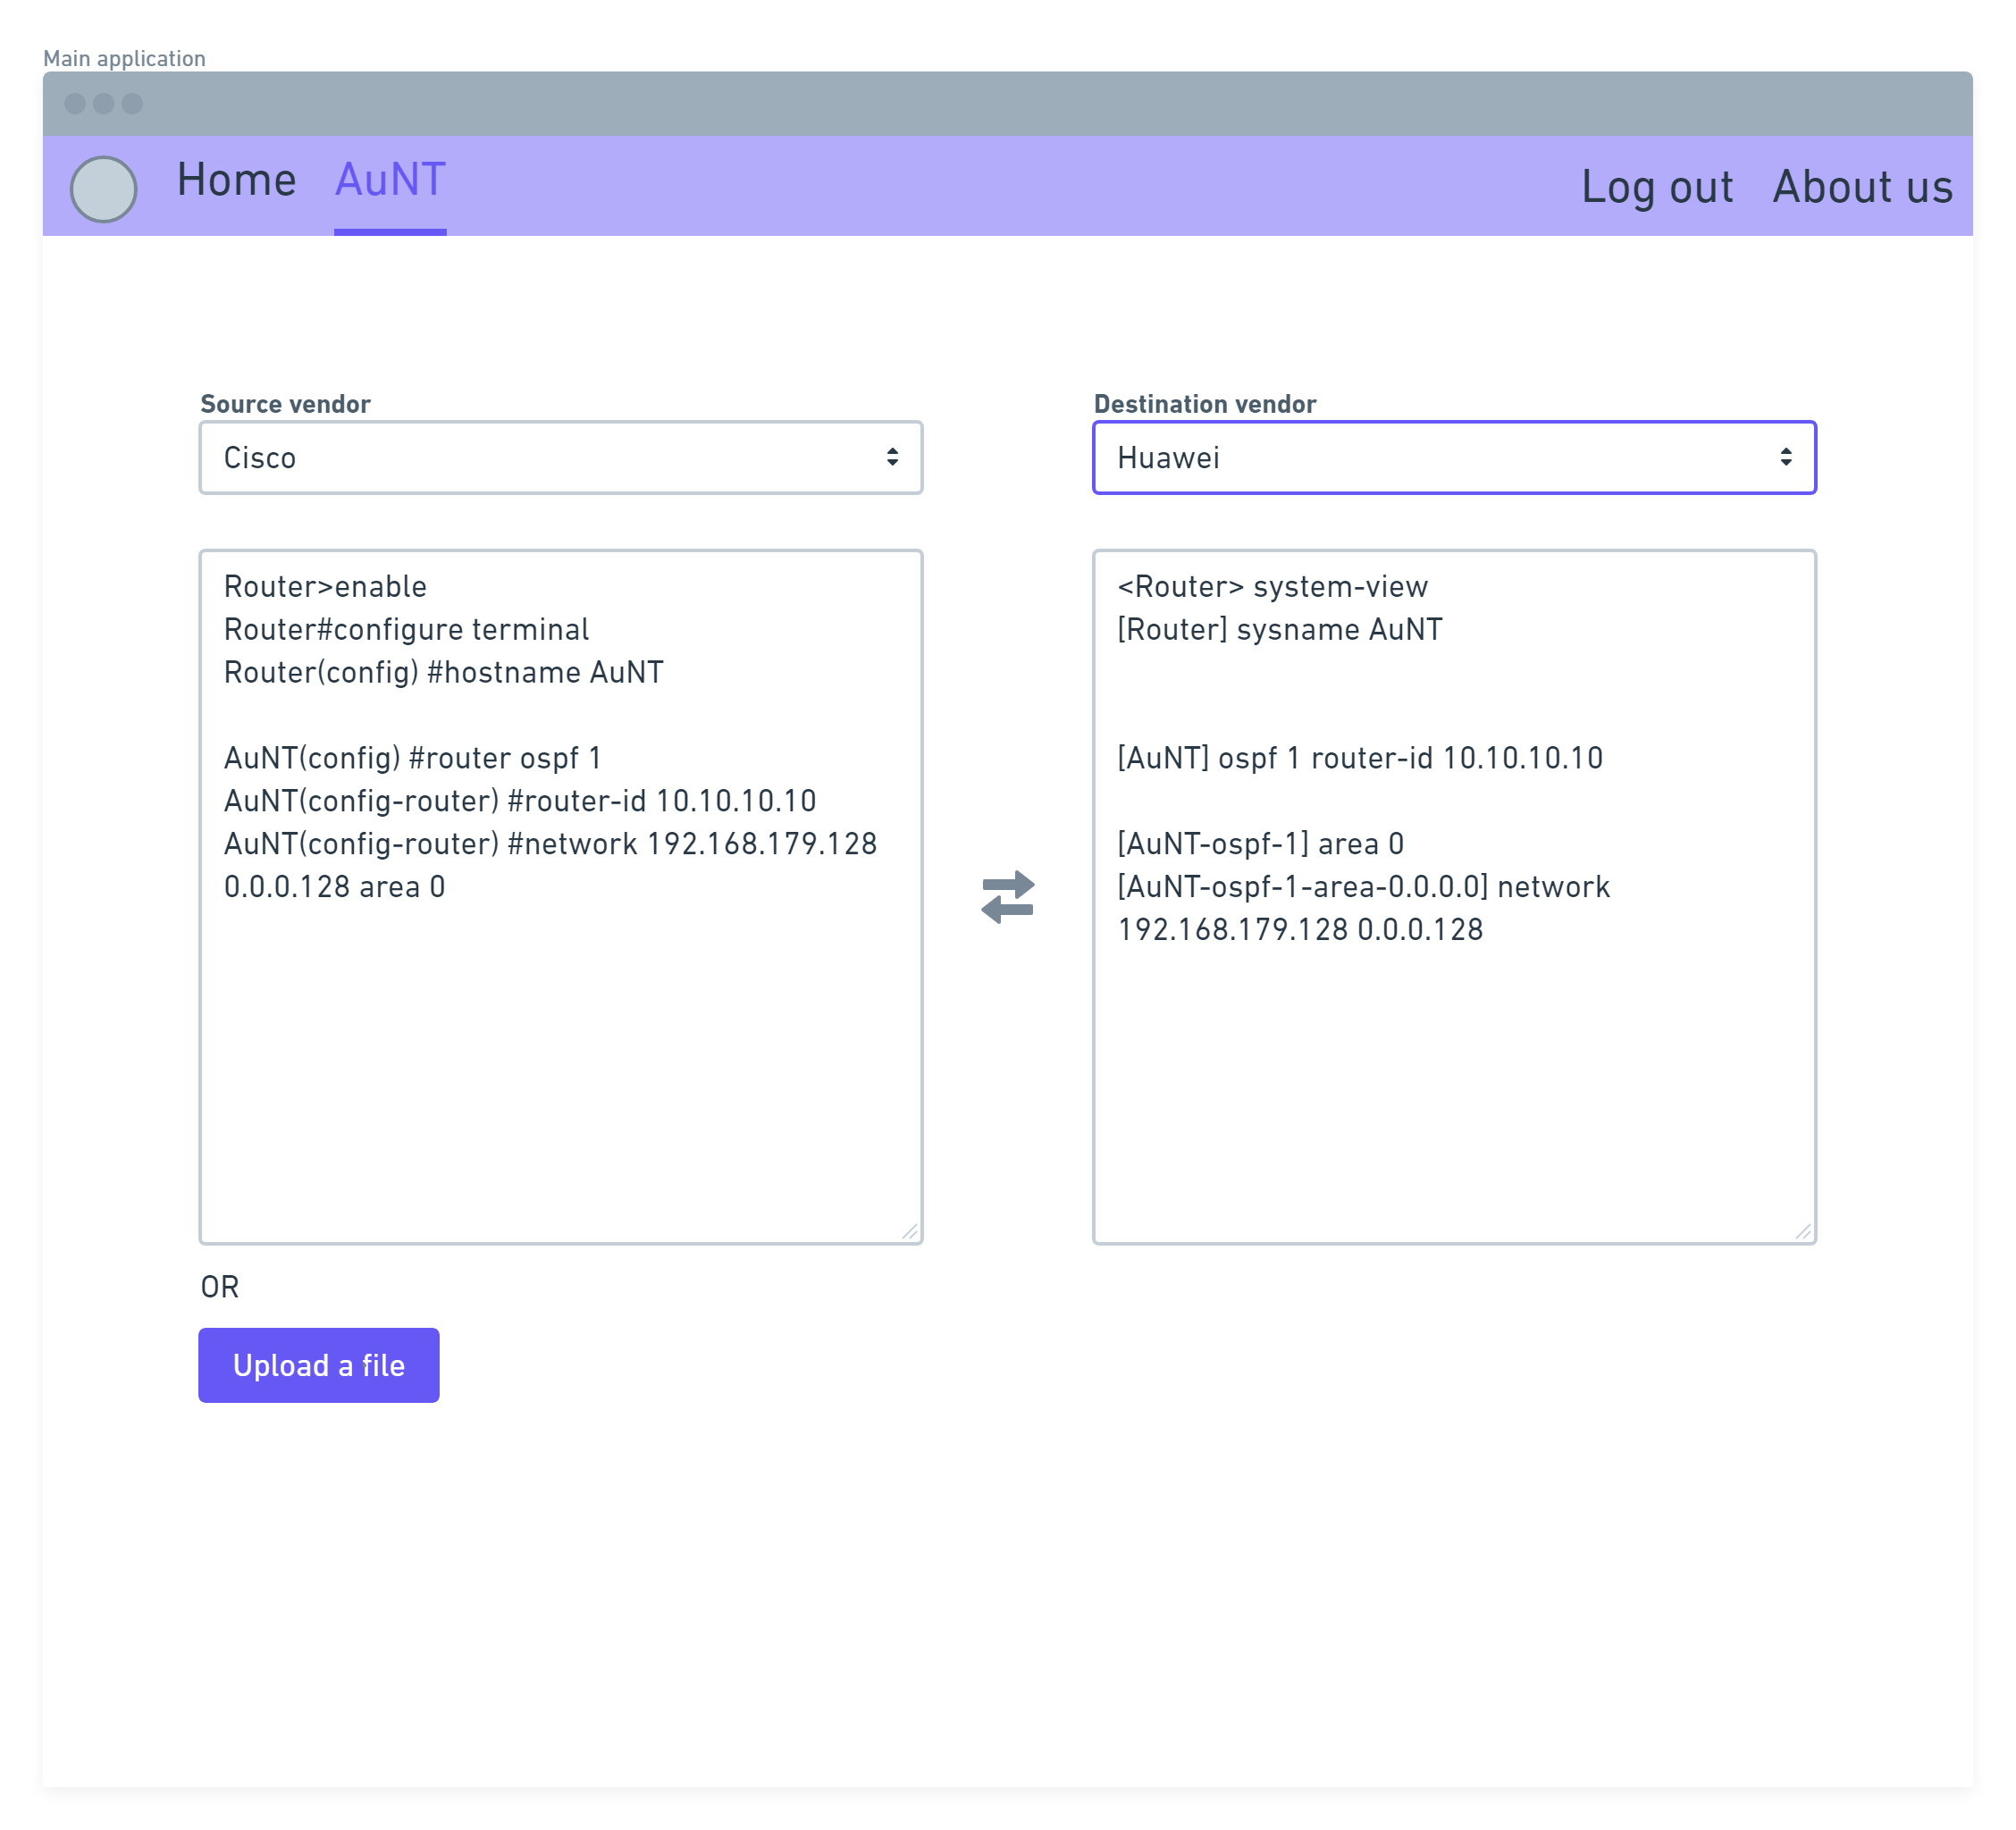 Main application
Home AuNT Log out About us
Source vendor
Cisco
Router>enable
Router#configure terminal
Router(config) #hostname AuNT
AuNT(config) #router ospf 1
AuNT(config-router) #router-id 10.10.10.10
AuNT(config-router) #network 192.168.179.128
0.0.0.128 area 0
OR
Upload a file
Destination vendor
Huawei
<Router> system-view
[Router] sysname AuNT
[AuNT] ospf 1 router-id 10.10.10.10
[AuNT-ospf-1] area 0
[AuNT-ospf-1-area-0.0.0.0] network
192.168.179.128 0.0.0.128